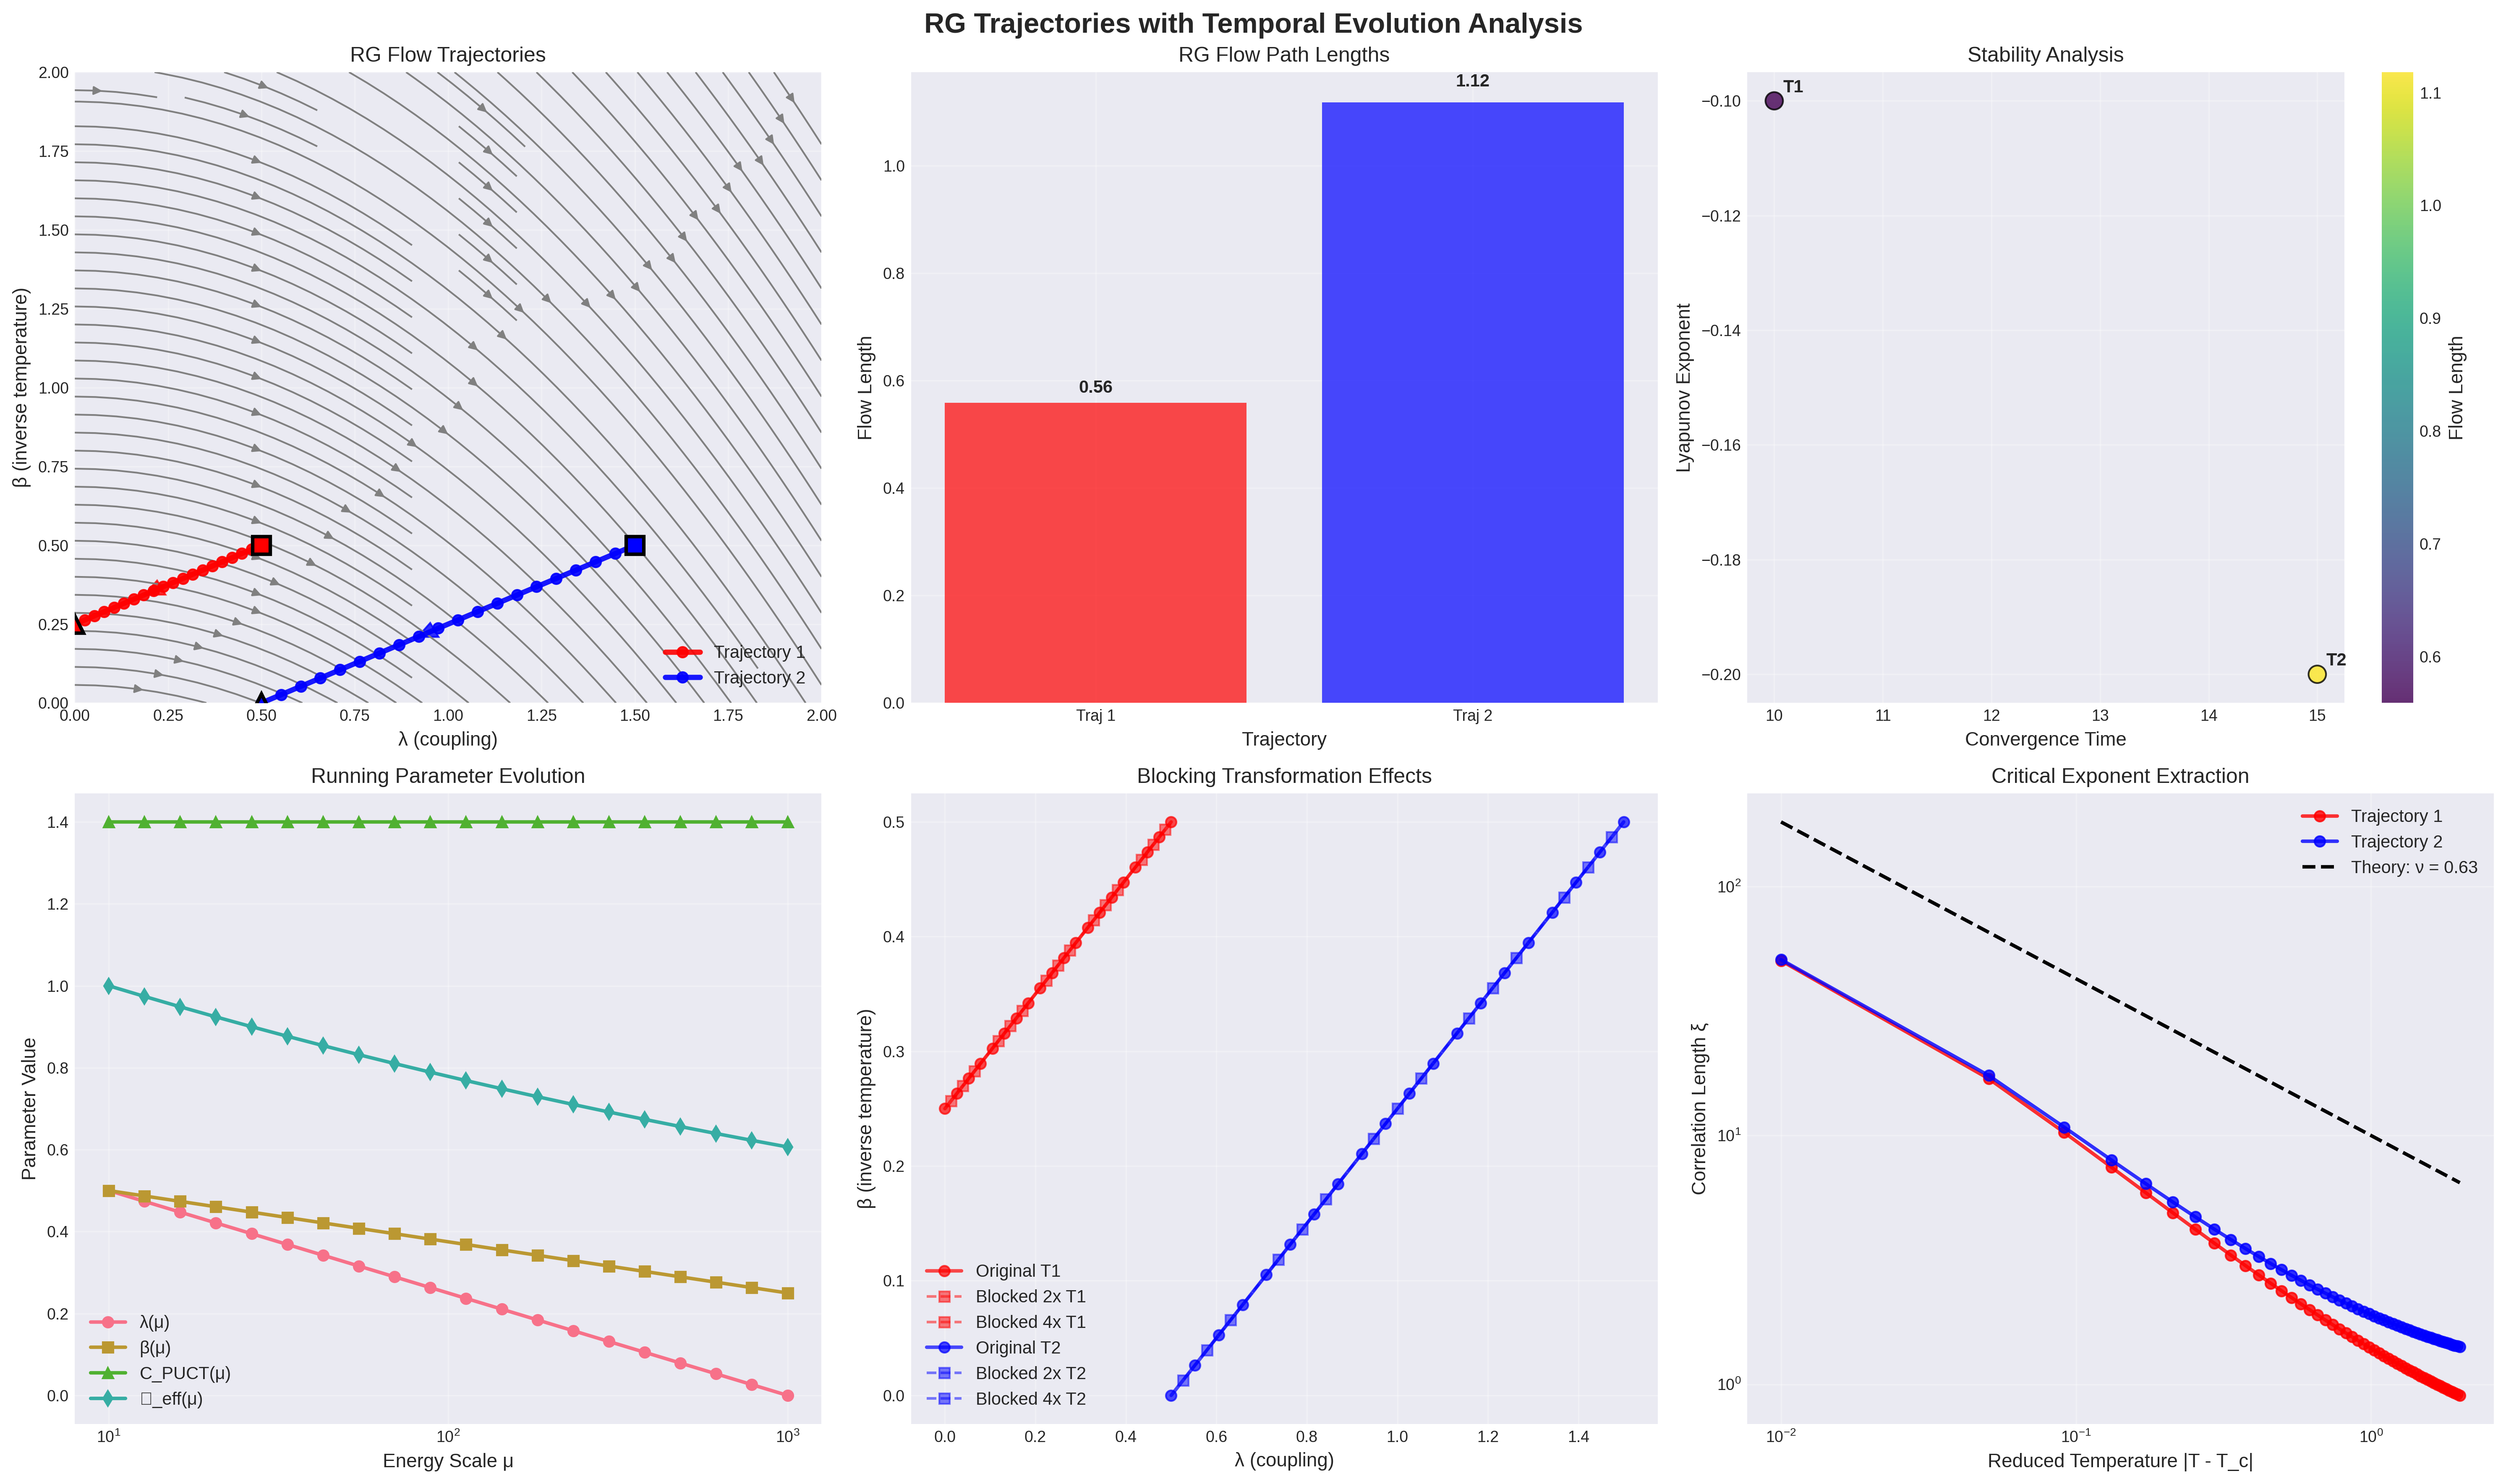 RG Trajectories with Temporal Evolution Analysis
RG Flow Trajectories
2.00
1.75
1.50
1.25
1.00
0.75
0.50
0.25
0.00
0.00 0.25 0.50 0.75 1.00 1.25 1.50 1.75 2.00
β (inverse temperature)
λ (coupling)
Trajectory 1
Trajectory 2
RG Flow Path Lengths
1.0
0.8
0.6
0.4
0.2
0.0
Flow Length
0.56
1.12
Traj 1 Traj 2
Trajectory
Stability Analysis
−0.10
−0.12
−0.14
−0.16
−0.18
−0.20
Lyapunov Exponent
T1
T2
10 11 12 13 14 15
Convergence Time
1.1
1.0
0.9
0.8
0.7
0.6
Flow Length
Running Parameter Evolution
1.4
1.2
1.0
0.8
0.6
0.4
0.2
0.0
Parameter Value
λ(μ)
β(μ)
C_PUCT(μ)
_eff(μ)
10¹ 10² 10³
Energy Scale μ
Blocking Transformation Effects
0.5
0.4
0.3
0.2
0.1
0.0
β (inverse temperature)
Original T1
Blocked 2x T1
Blocked 4x T1
Original T2
Blocked 2x T2
Blocked 4x T2
0.0 0.2 0.4 0.6 0.8 1.0 1.2 1.4
λ (coupling)
Critical Exponent Extraction
10²
10¹
10⁰
Correlation Length ξ
Trajectory 1
Trajectory 2
Theory: ν = 0.63
10⁻² 10⁻¹ 10⁰
Reduced Temperature |T - T_c|